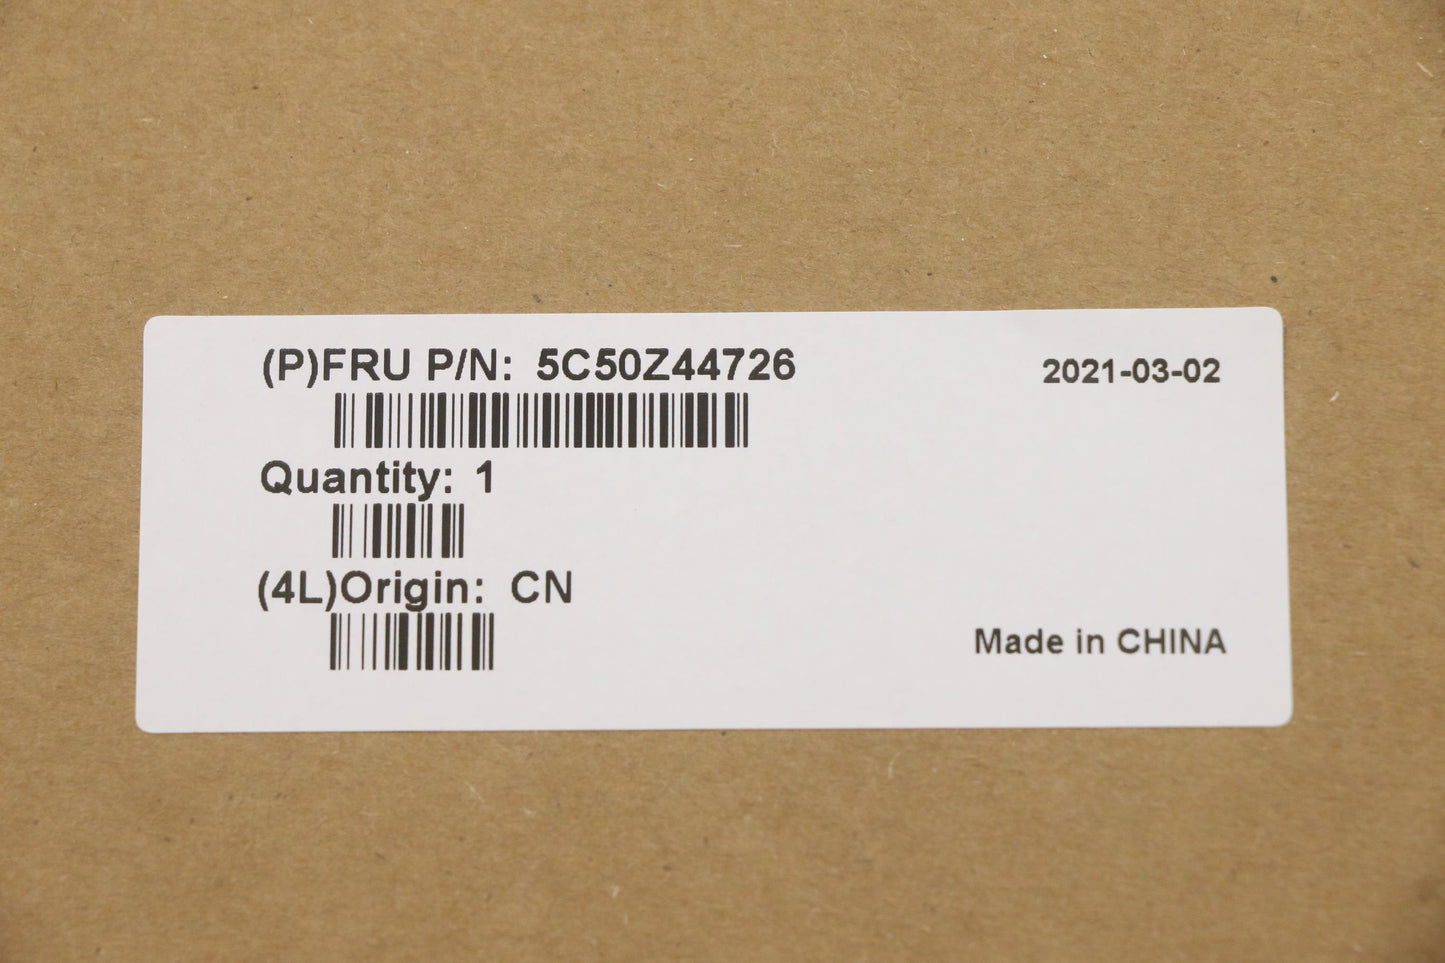 (P)FRU P/N: 5C50Z44726
2021-03-02
Quantity: 1
(4L)Origin: CN
Made in CHINA